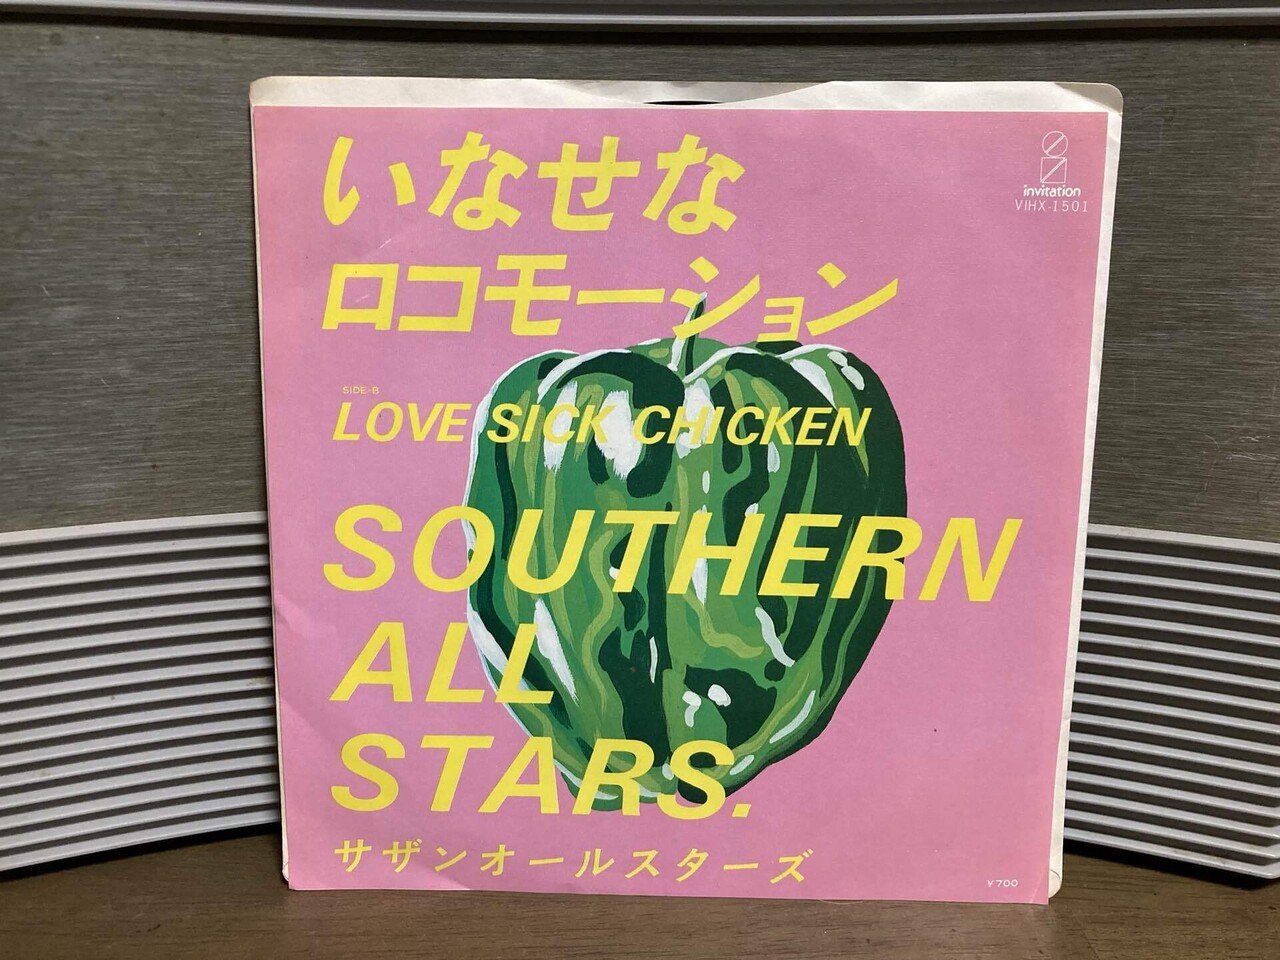 いなせな
ロコモーション
invitation
VIHX-1501
SIDE-B
LOVE SICK CHICKEN
SOUTHERN
ALL
STARS.
サザンオールスターズ
¥700